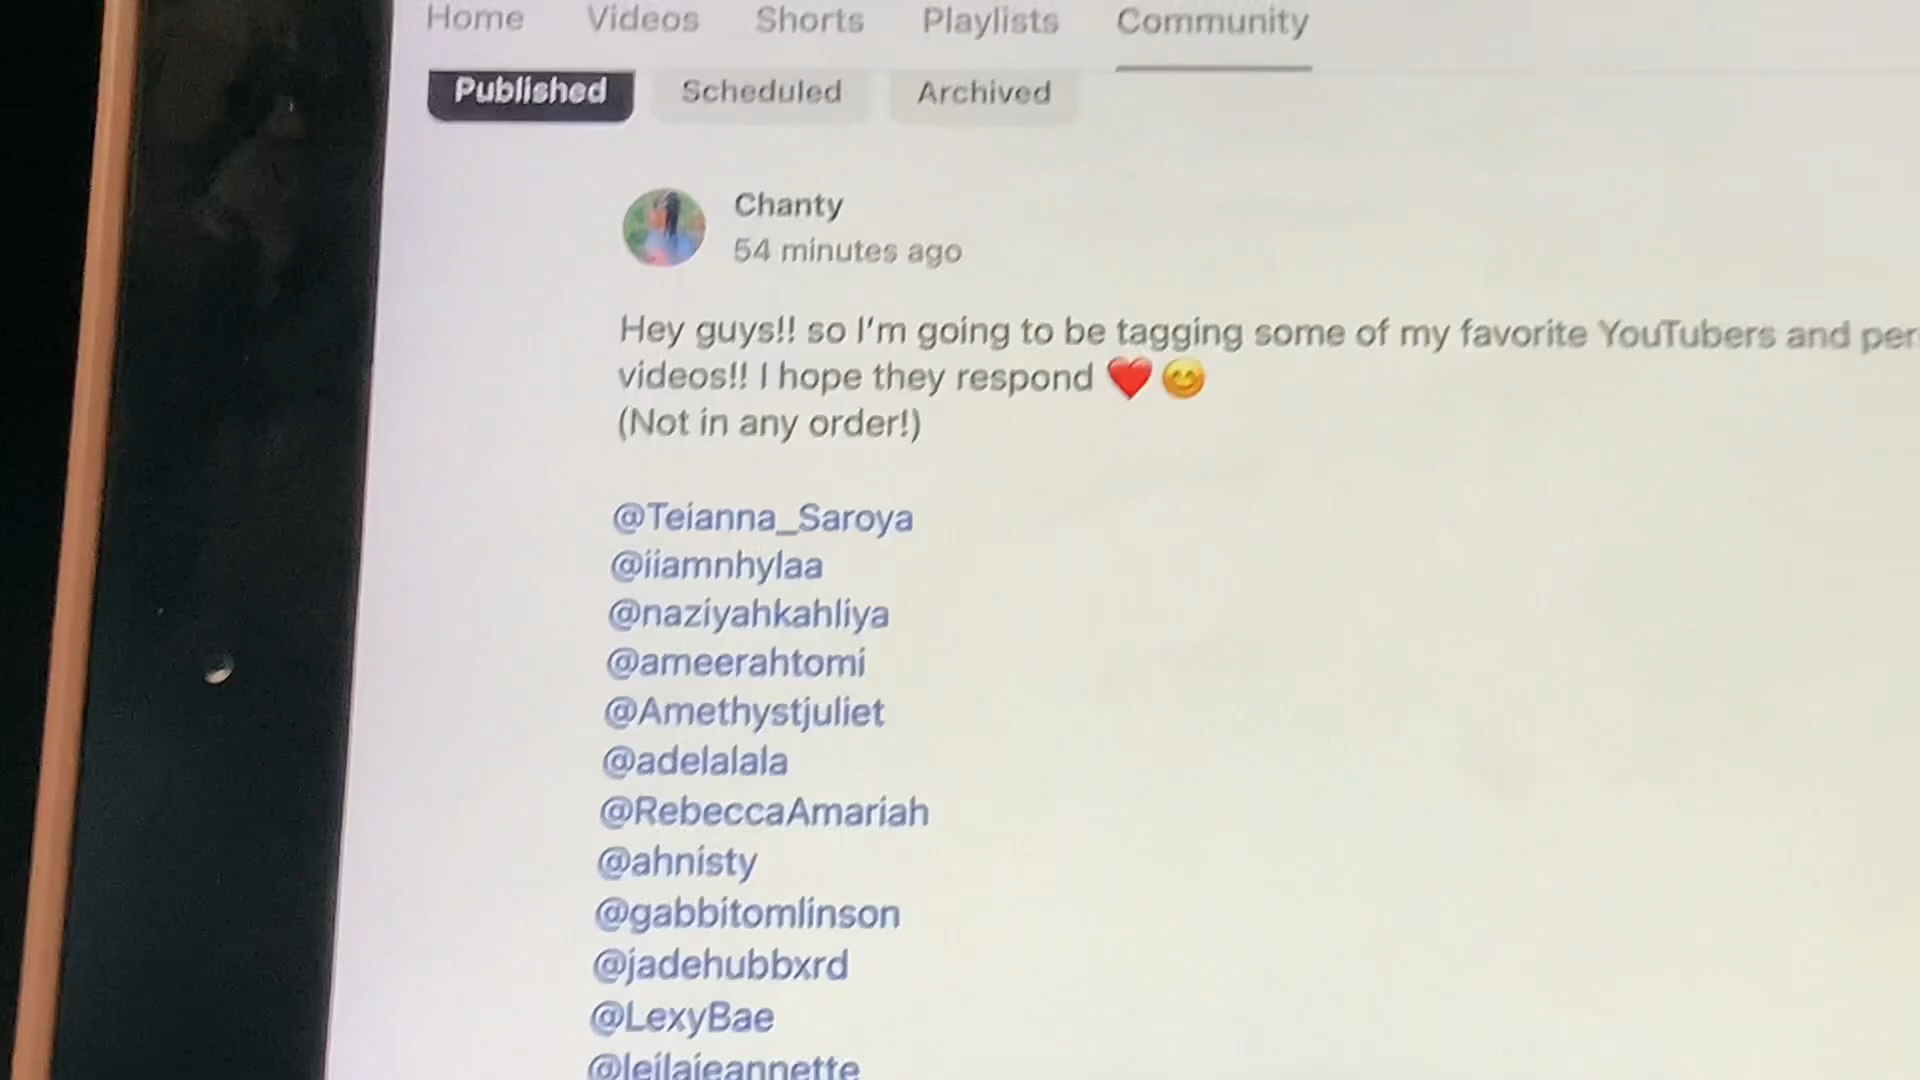 Home Videos Shorts Playlists Community
Published Scheduled Archived
Chanty
54 minutes ago
Hey guys!! so I'm going to be tagging some of my favorite YouTubers and
videos!! I hope they respond ❤️😊
(Not in any order!)
@Teianna_Saroya
@iiamnhylaa
@naziyahkahliya
@ameerahtomi
@Amethystjuliet
@adelalala
@RebeccaAmariah
@ahnisty
@gabbitomlinson
@jadehubbxrd
@LexyBae
@leilajeannette